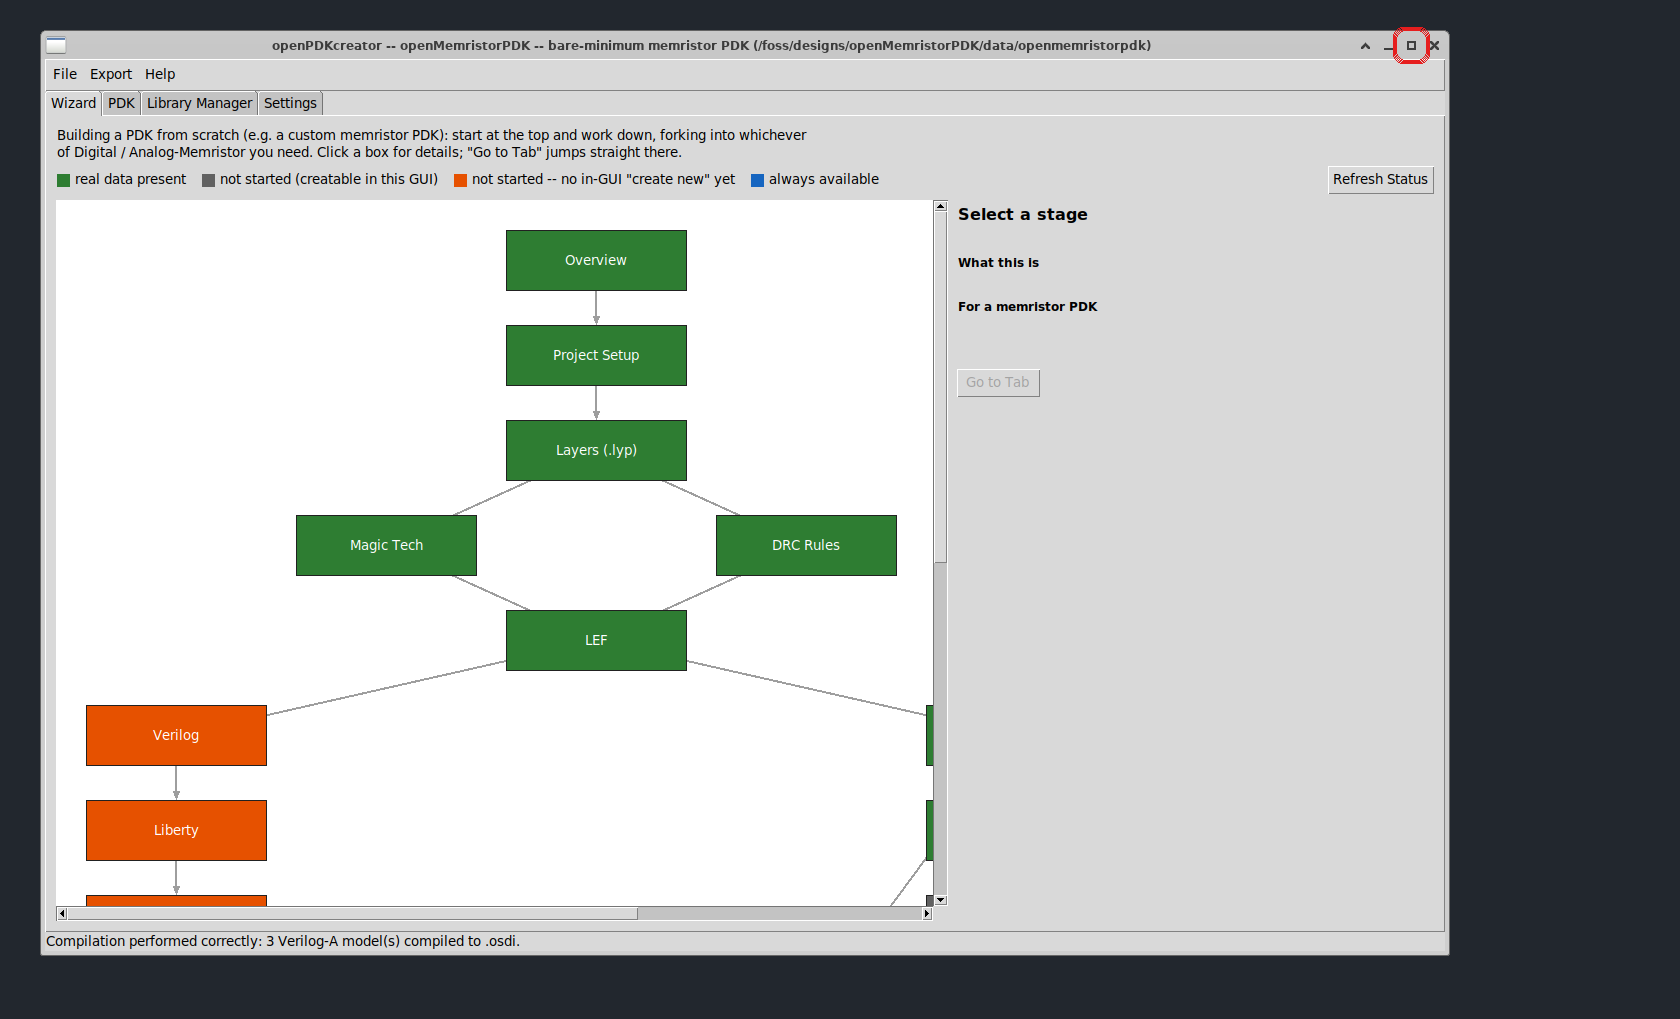 openPDKcreator -- openMemristorPDK -- bare-minimum memristor PDK (/foss/designs/openMemristorPDK/data/openmemristorpdk)
File Export Help
Wizard PDK Library Manager Settings
Building a PDK from scratch (e.g. a custom memristor PDK): start at the top and work down, forking into whichever
of Digital / Analog-Memristor you need. Click a box for details; "Go to Tab" jumps straight there.
real data present not started (creatable in this GUI) not started -- no in-GUI "create new" yet always available Refresh Status
Select a stage
What this is
For a memristor PDK
Go to Tab
Overview
Project Setup
Layers (.lyp)
Magic Tech DRC Rules
LEF
Verilog
Liberty
Compilation performed correctly: 3 Verilog-A model(s) compiled to .osdi.